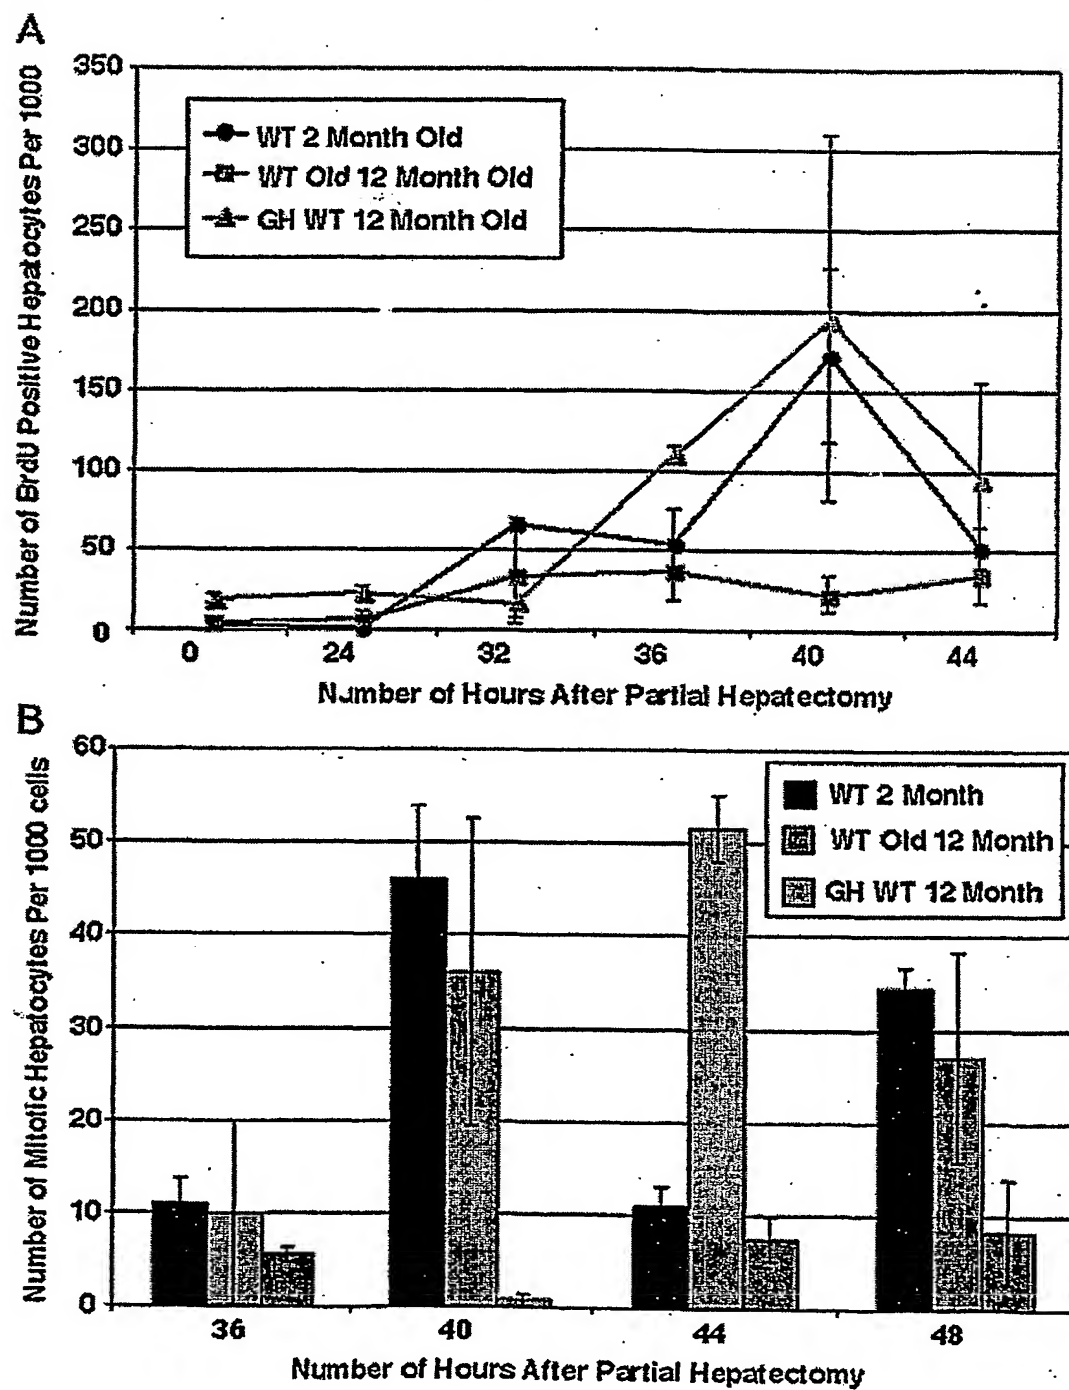 A
Number of BrdU Positive Hepatocytes Per 1000
350
300
250
200
150
100
50
0
WT 2 Month Old
WT Old 12 Month Old
GH WT 12 Month Old
0 24 32 36 40 44
Number of Hours After Partial Hepatectomy
B
Number of Mitotic Hepatocytes Per 1000 cells
60
50
40
30
20
10
0
WT 2 Month
WT Old 12 Month
GH WT 12 Month
36 40 44 48
Number of Hours After Partial Hepatectomy